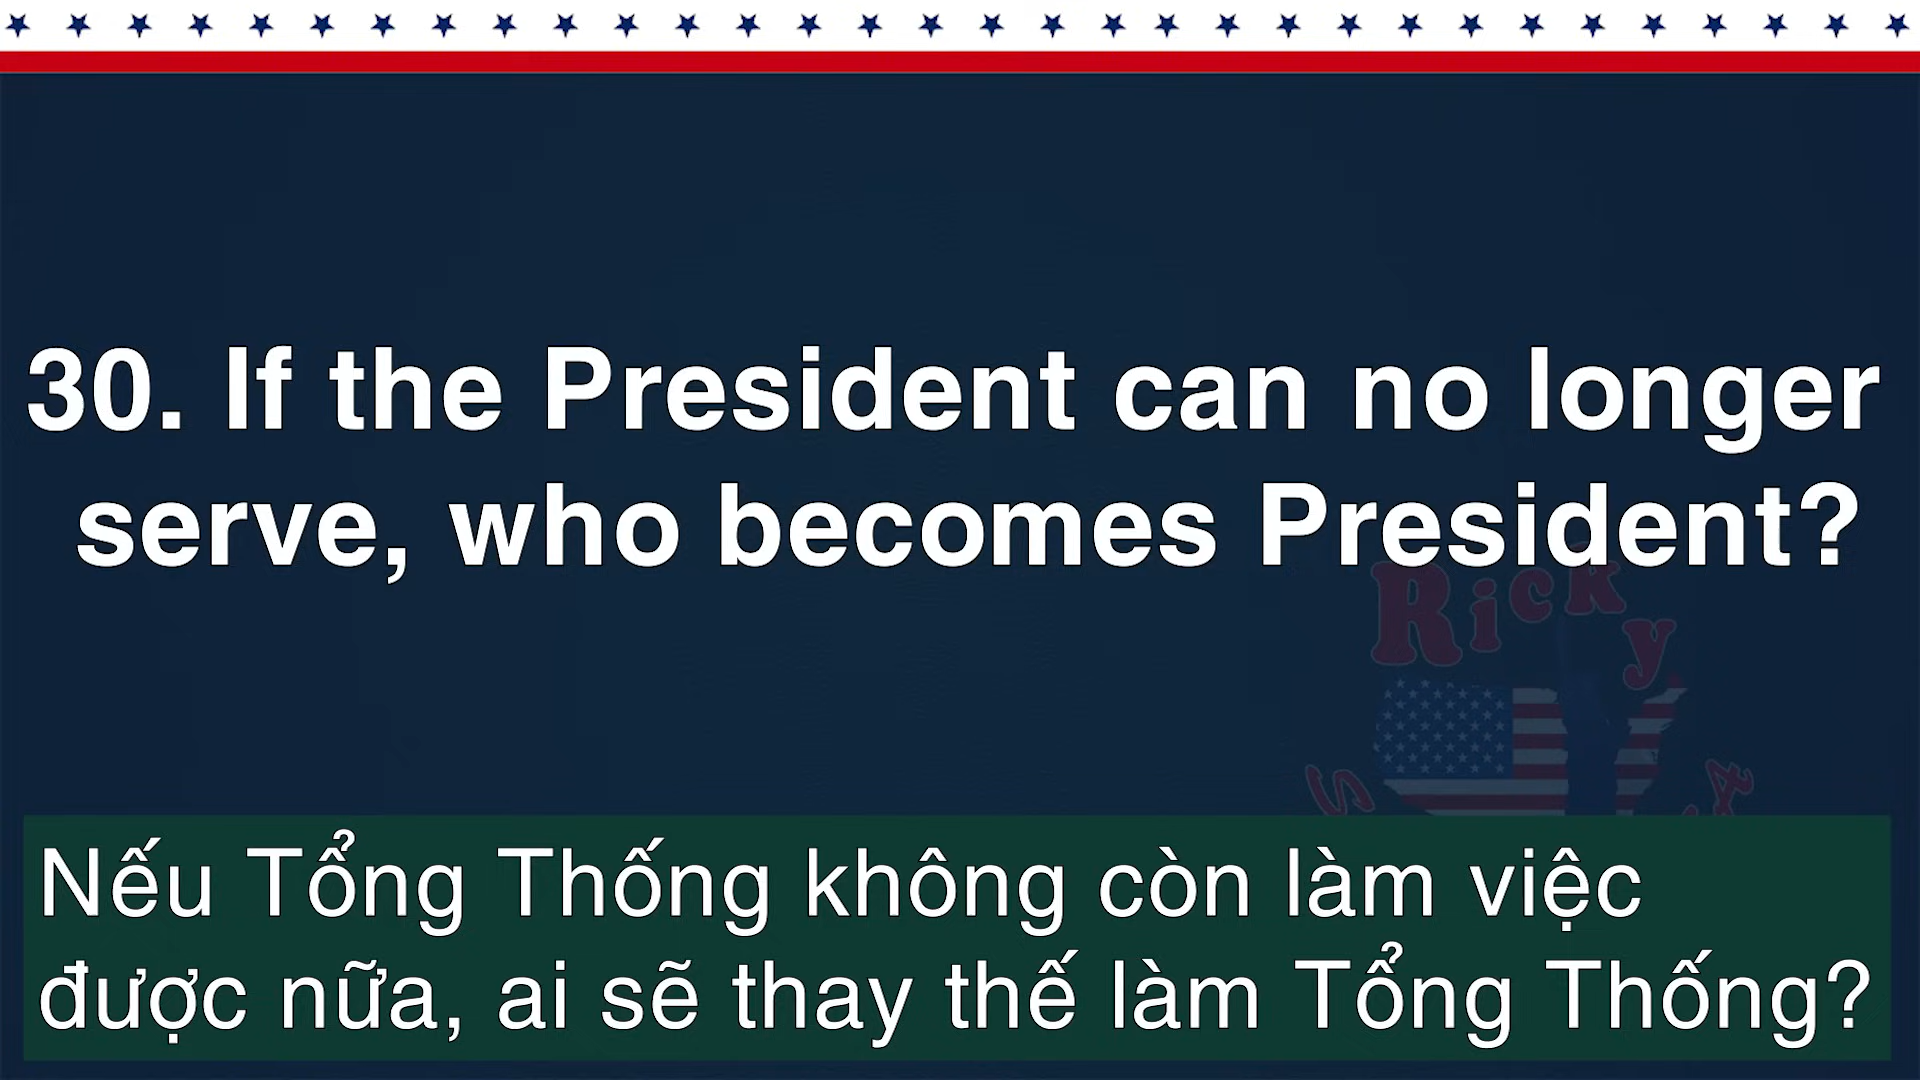 30. If the President can no longer
serve, who becomes President?
Ricky
Nếu Tổng Thống không còn làm việc
được nữa, ai sẽ thay thế làm Tổng Thống?